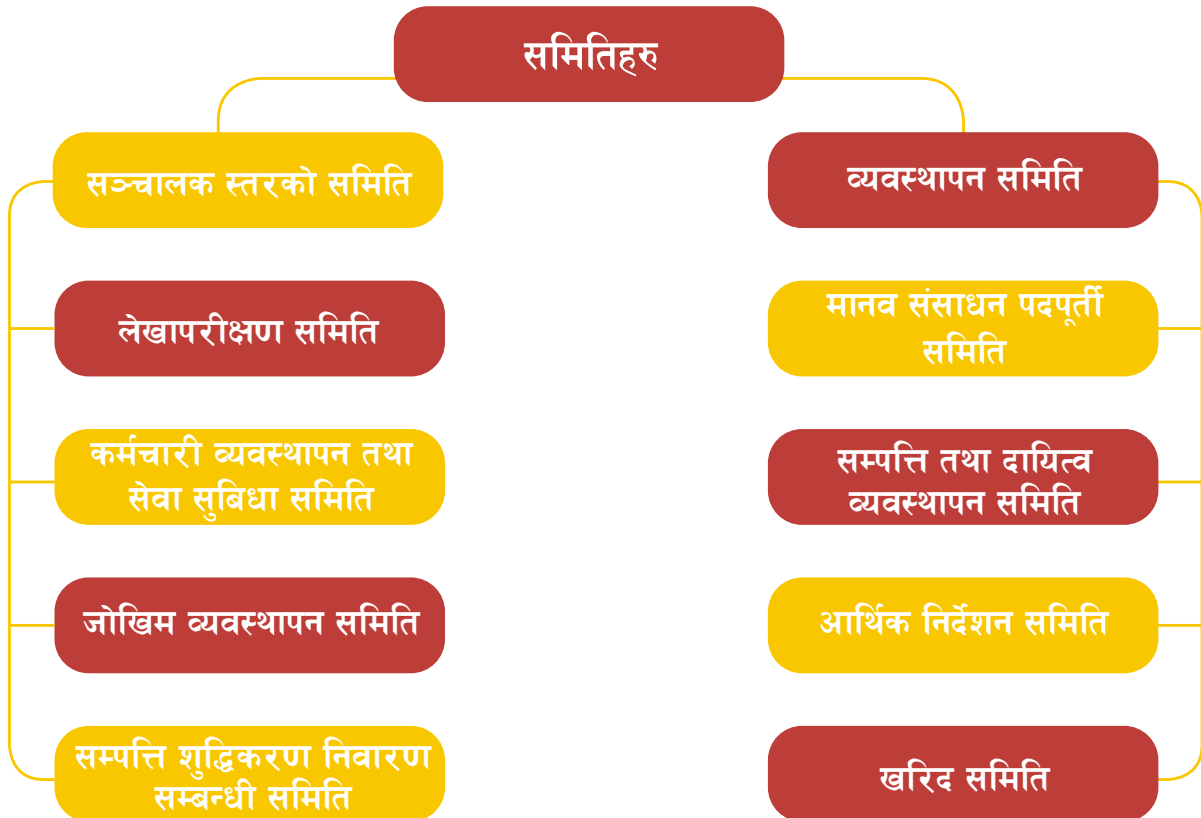 समितिहरु
सञ्चालक स्तरको समिति
लेखापरीक्षण समिति
कर्मचारी व्यवस्थापन तथा
सेवा सुबिधा समिति
जोखिम व्यवस्थापन समिति
सम्पत्ति शुद्धिकरण निवारण
सम्बन्धी समिति
व्यवस्थापन समिति
मानव संसाधन पदपूर्ती
समिति
सम्पत्ति तथा दायित्व
व्यवस्थापन समिति
आर्थिक निर्देशन समिति
खरिद समिति